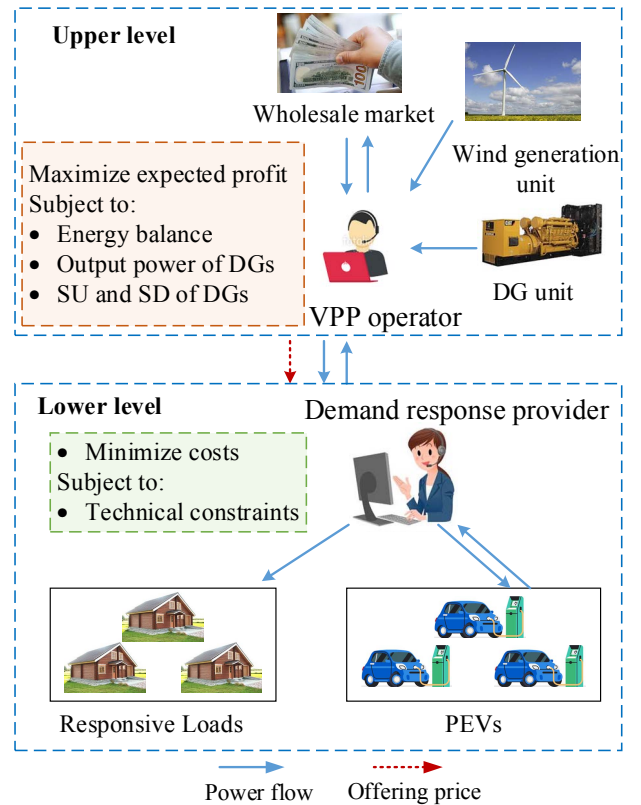 Upper level
Wholesale market
Wind generation
unit
Maximize expected profit
Subject to:
• Energy balance
• Output power of DGs
• SU and SD of DGs
VPP operator
DG unit
Lower level
Demand response provider
• Minimize costs
Subject to:
• Technical constraints
Responsive Loads
PEVs
Power flow
Offering price